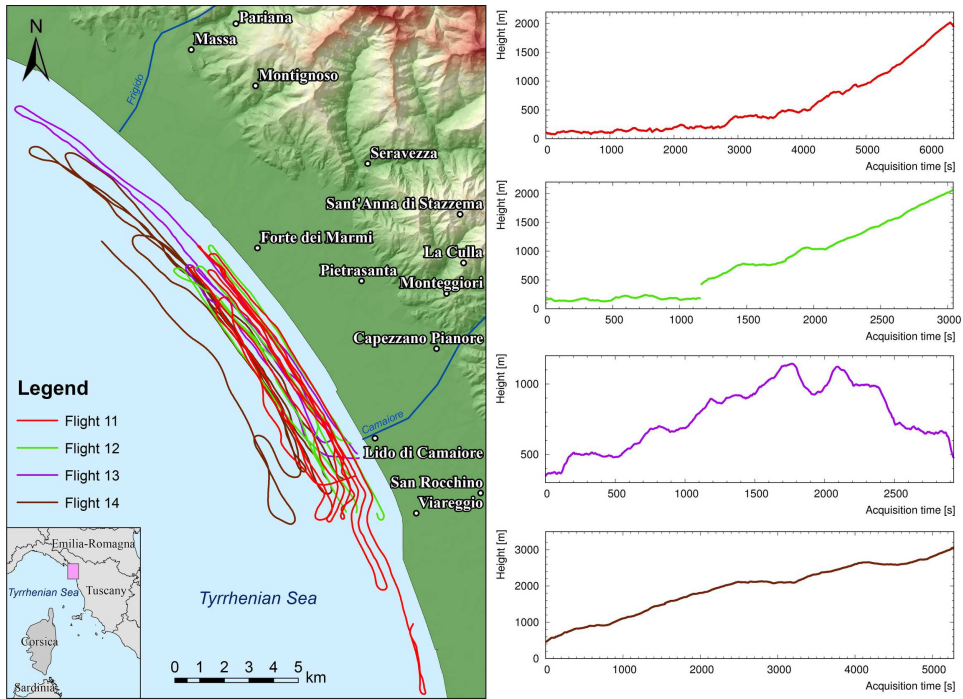 N
Pariana
Massa
Montignoso
Frigido
Seravezza
Sant'Anna di Stazzema
Forte dei Marmi
La Culla
Pietrasanta
Monteggiori
Capezzano Pianore
Camaiore
Lido di Camaiore
San Rocchino
Viareggio
Legend
Flight 11
Flight 12
Flight 13
Flight 14
Emilia-Romagna
Tyrrhenian Sea
Tuscany
Corsica
Sardinia
Tyrrhenian Sea
0 1 2 3 4 5
km
Height [m]
2000
1500
1000
500
0
0 1000 2000 3000 4000 5000 6000
Acquisition time [s]
Height [m]
2000
1500
1000
500
0
0 500 1000 1500 2000 2500 3000
Acquisition time [s]
Height [m]
1000
500
0 500 1000 1500 2000 2500
Acquisition time [s]
Height [m]
3000
2000
1000
0
0 1000 2000 3000 4000 5000
Acquisition time [s]